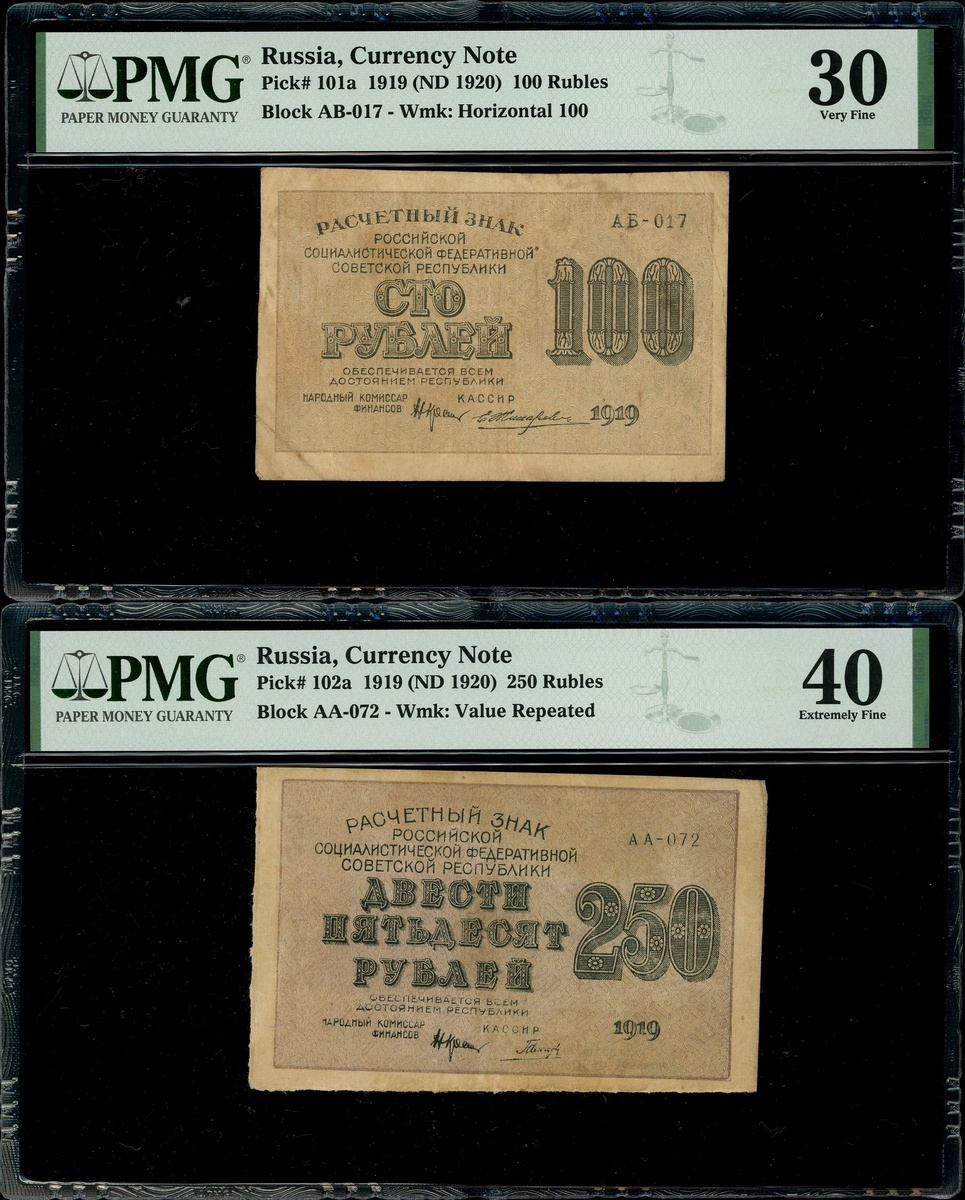 PMG®
PAPER MONEY GUARANTY
Russia, Currency Note
Pick# 101a 1919 (ND 1920) 100 Rubles
Block AB-017 - Wmk: Horizontal 100
30
Very Fine
РАСЧЕТНЫЙ ЗНАК
РОССИЙСКОЙ
СОЦИАЛИСТИЧЕСКОЙ ФЕДЕРАТИВНОЙ
СОВЕТСКОЙ РЕСПУБЛИКИ
СТО
РУБЛЕЙ
ОБЕСПЕЧИВАЕТСЯ ВСЕМ
ДОСТОЯНИЕМ РЕСПУБЛИКИ
НАРОДНЫЙ КОМИССАР
ФИНАНСОВ
КАССИР
АБ-017
100
1919
PMG®
PAPER MONEY GUARANTY
Russia, Currency Note
Pick# 102a 1919 (ND 1920) 250 Rubles
Block AA-072 - Wmk: Value Repeated
40
Extremely Fine
РАСЧЕТНЫЙ ЗНАК
РОССИЙСКОЙ
СОЦИАЛИСТИЧЕСКОЙ ФЕДЕРАТИВНОЙ
СОВЕТСКОЙ РЕСПУБЛИКИ
ДВЕСТИ
ПЯТЬДЕСЯТ
РУБЛЕЙ
ОБЕСПЕЧИВАЕТСЯ ВСЕМ
ДОСТОЯНИЕМ РЕСПУБЛИКИ
НАРОДНЫЙ КОМИССАР
ФИНАНСОВ
КАССИР
АА-072
250
1919